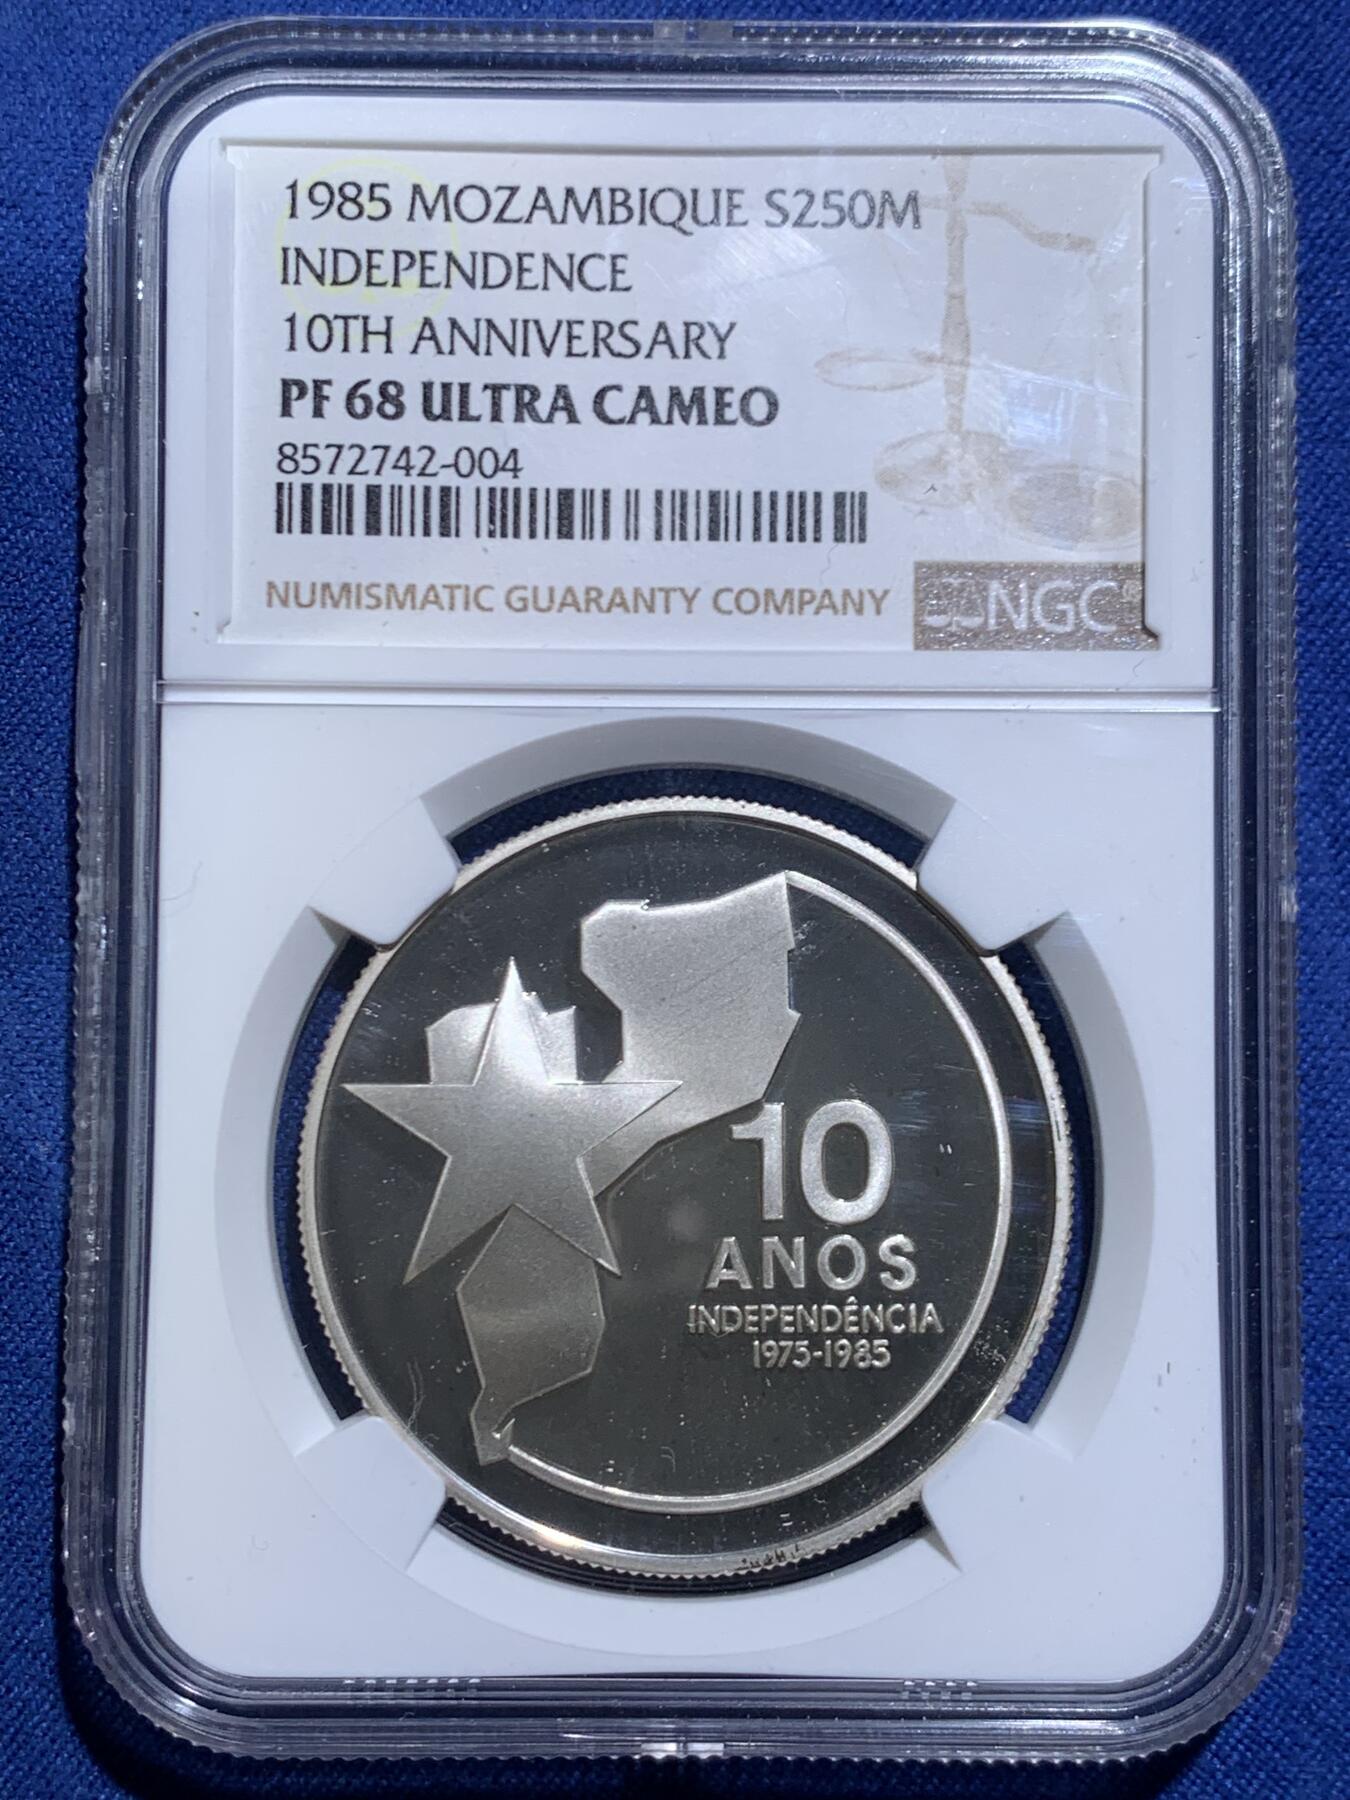 1985 MOZAMBIQUE S250M
INDEPENDENCE
10TH ANNIVERSARY
PF 68 ULTRA CAMEO
8572742-004
NUMISMATIC GUARANTY COMPANY
NGC
10
ANOS
INDEPENDÊNCIA
1975-1985